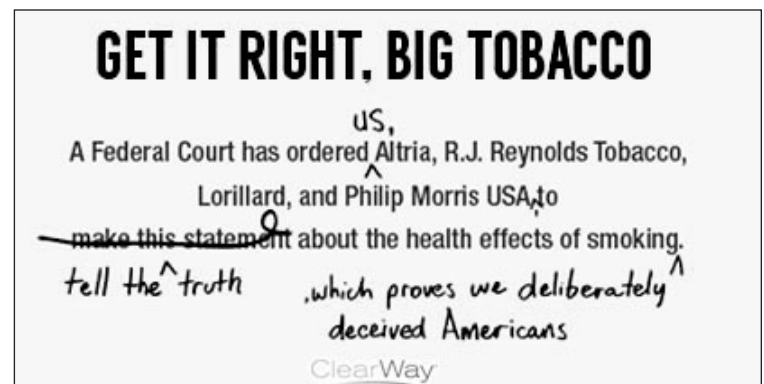 GET IT RIGHT, BIG TOBACCO
us,
A Federal Court has ordered Altria, R.J. Reynolds Tobacco,
Lorillard, and Philip Morris USA, to
make this statement about the health effects of smoking.
tell the truth , which proves we deliberately
deceived Americans
ClearWay